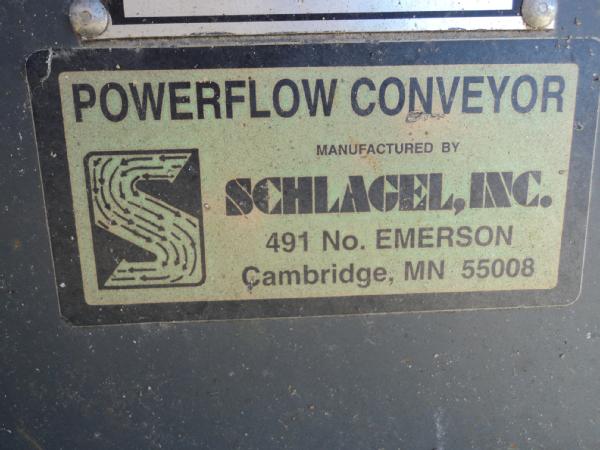 POWERFLOW CONVEYOR
MANUFACTURED BY
SCHLAGEL, INC.
491 No. EMERSON
Cambridge, MN 55008